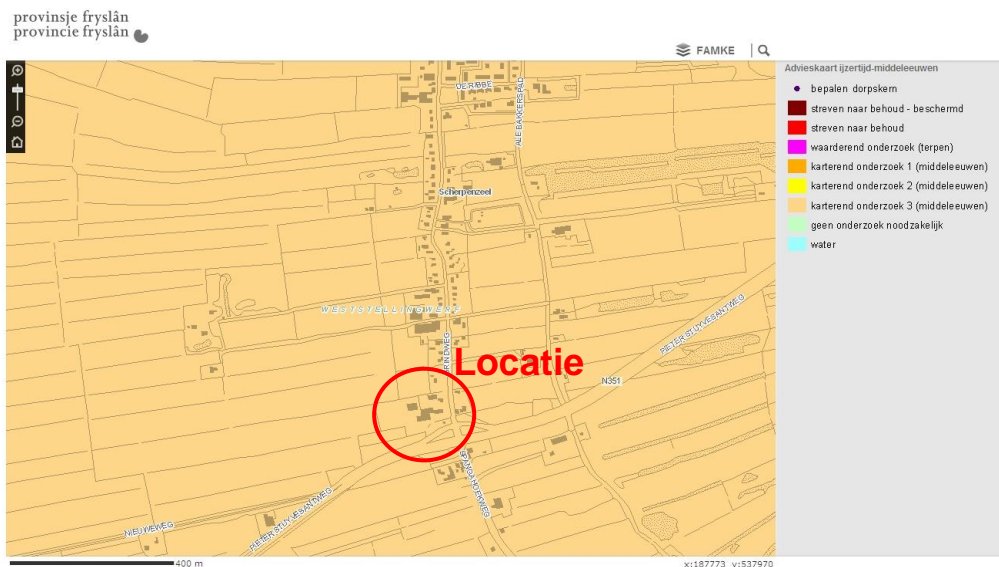 provinsje fryslân
provincie fryslân
FAMKE
Advieskaart ijzertijd-middeleeuwen
bepalen dorpskern
streven naar behoud - beschermd
streven naar behoud
waarderend onderzoek (terpen)
karterend onderzoek 1 (middeleeuwen)
karterend onderzoek 2 (middeleeuwen)
karterend onderzoek 3 (middeleeuwen)
geen onderzoek noodzakelijk
water
DE RIBBE
ALE BAKKERSPAD
Scherpenzeel
WESTSTELLINGWERF
PIETER STUYVESANTWEG
GRINDWEG
Locatie
N351
SPANGAHOEKWEG
NIEUWEWEG
PIETER STUYVESANTWEG
400 m
x:187773 y:537970